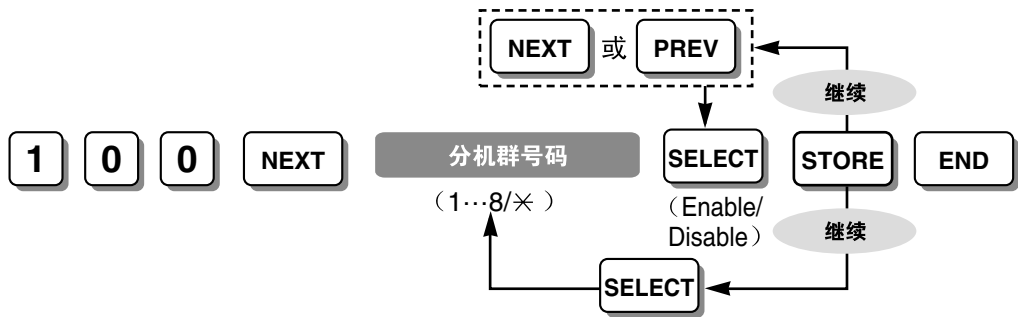 NEXT 或 PREV
继续
1 0 0 NEXT 分机群号码 SELECT STORE END
（1…8/✳）
（Enable/
Disable）
继续
SELECT